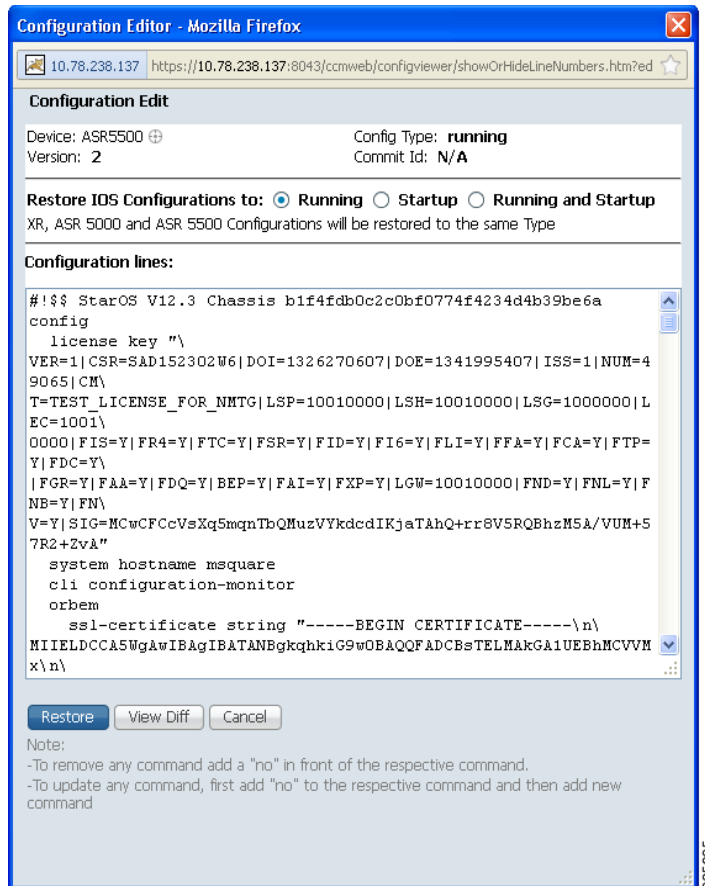 Configuration Editor - Mozilla Firefox
10.78.238.137 https://10.78.238.137:8043/ccmweb/configviewer/showOrHideLineNumbers.htm?ed
Configuration Edit
Device: ASR5500 Config Type: running
Version: 2 Commit Id: N/A
Restore IOS Configurations to: Running Startup Running and Startup
XR, ASR 5000 and ASR 5500 Configurations will be restored to the same Type
Configuration lines:
#!$$ StarOS V12.3 Chassis b1f4fdb0c2c0bf0774f4234d4b39be6a
config
license key "\
VER=1|CSR=SAD152302W6|DOI=1326270607|DOE=1341995407|ISS=1|NUM=4
9065|CM\
T=TEST_LICENSE_FOR_NMTG|LSP=10010000|LSH=10010000|LSG=1000000|L
EC=1001\
0000|FIS=Y|FR4=Y|FTC=Y|FSR=Y|FID=Y|FI6=Y|FLI=Y|FFA=Y|FCA=Y|FTP=
Y|FDC=Y\
|FGR=Y|FAA=Y|FDQ=Y|BEP=Y|FAI=Y|FXP=Y|LGW=10010000|FND=Y|FNL=Y|F
NB=Y|FN\
V=Y|SIG=MCwCFCcVsXq5mqnTbQMuzVYkdcdIKjaTAhQ+rr8V5RQBhzM5A/VUM+5
7R2+ZvA"
system hostname msquare
cli configuration-monitor
orbem
ssl-certificate string "-----BEGIN CERTIFICATE-----\n\
MIIELDCCA5WgAwIBAgIBATANBgkqhkiG9w0BAQQFADCBsTELMAkGA1UEBhMCVVM
x\n\
Restore View Diff Cancel
Note:
-To remove any command add a "no" in front of the respective command.
-To update any command, first add "no" to the respective command and then add new
command